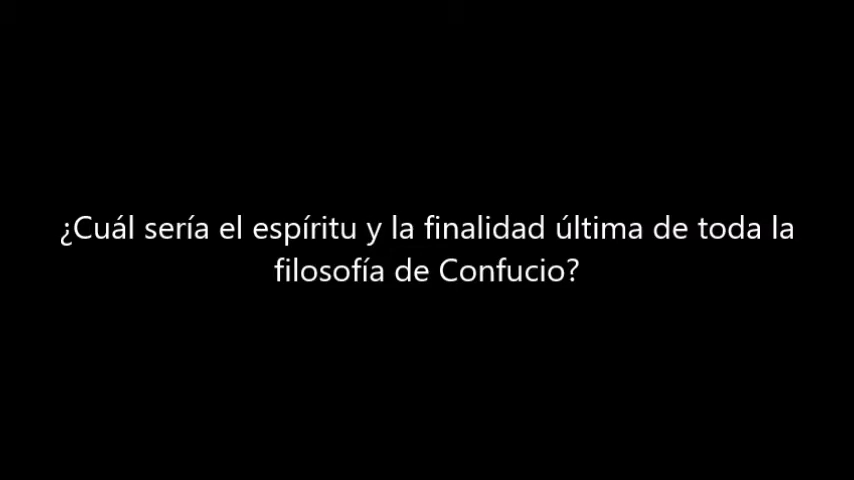 ¿Cuál sería el espíritu y la finalidad última de toda la
filosofía de Confucio?